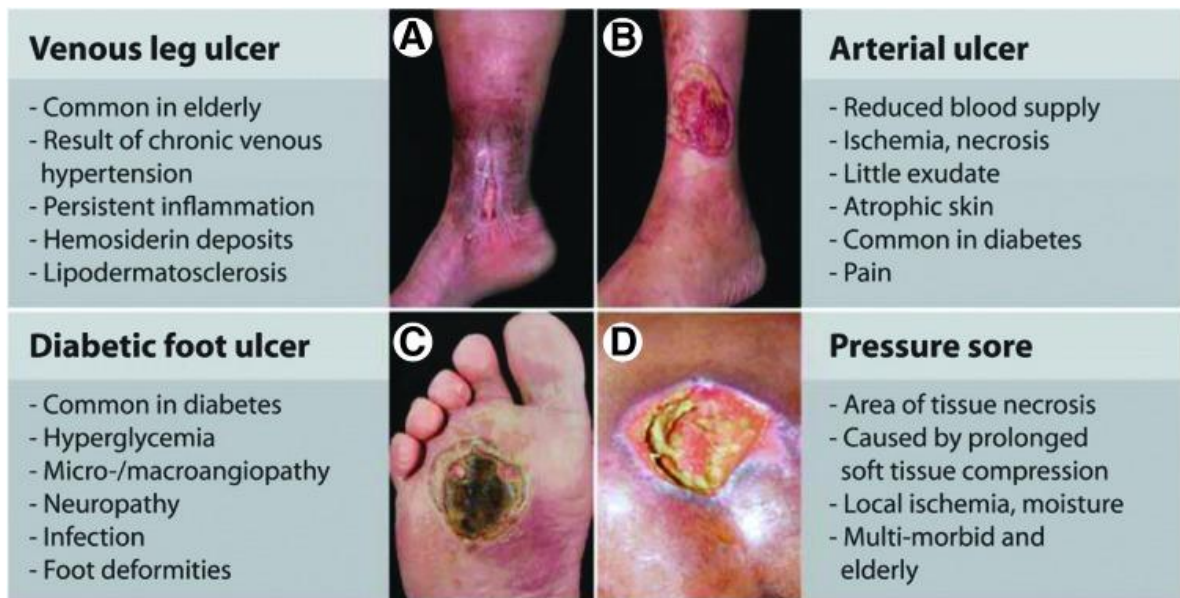 Venous leg ulcer
- Common in elderly
- Result of chronic venous
hypertension
- Persistent inflammation
- Hemosiderin deposits
- Lipodermatosclerosis
A
B
Arterial ulcer
- Reduced blood supply
- Ischemia, necrosis
- Little exudate
- Atrophic skin
- Common in diabetes
- Pain
Diabetic foot ulcer
- Common in diabetes
- Hyperglycemia
- Micro-/macroangiopathy
- Neuropathy
- Infection
- Foot deformities
C
D
Pressure sore
- Area of tissue necrosis
- Caused by prolonged
soft tissue compression
- Local ischemia, moisture
- Multi-morbid and
elderly